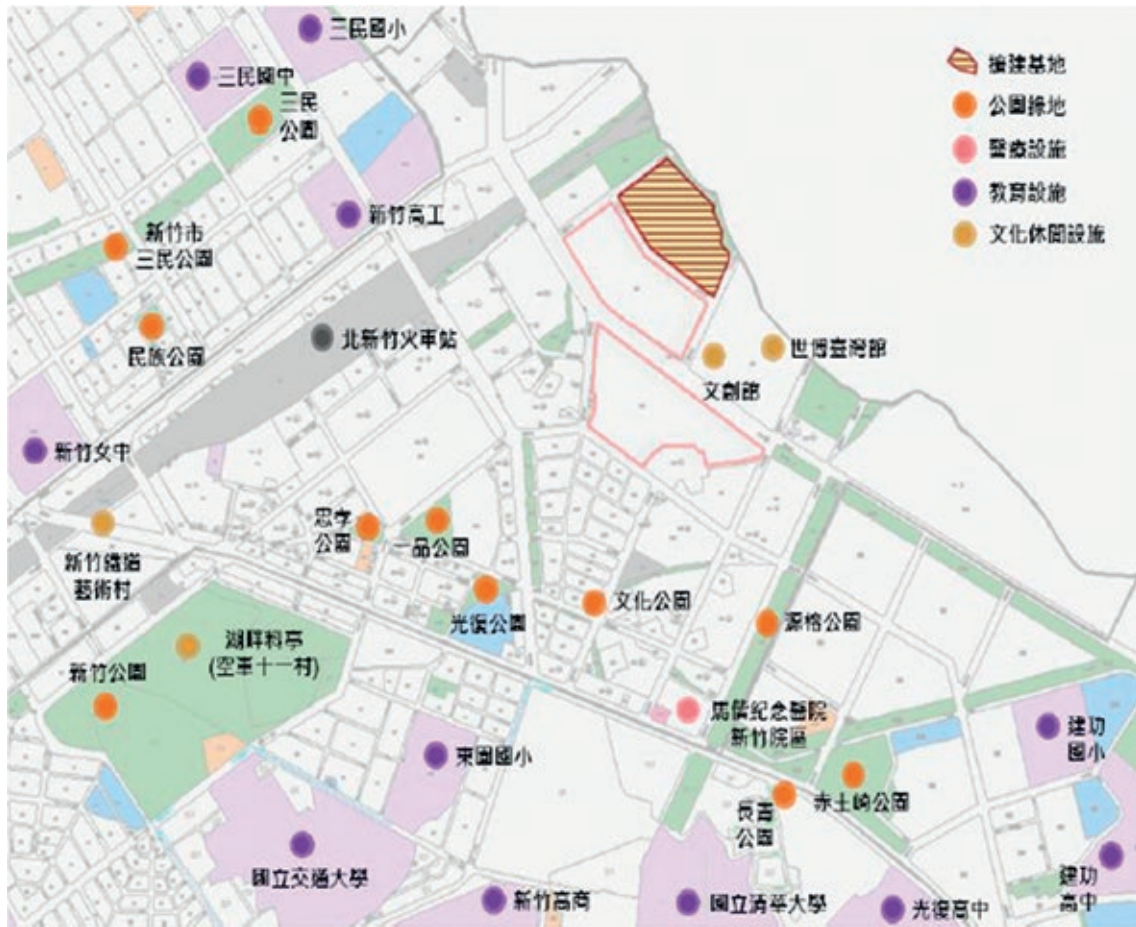 三民國小
三民國中
三民
公園
新竹高工
新竹市
三民公園
民族公園
北新竹火車站
新竹女中
搶建基地
公園綠地
醫療設施
教育設施
文化休閒設施
世博臺灣館
文創館
新竹鐵道
藝術村
忠孝
公園
一品公園
光復公園
文化公園
源格公園
湖畔料亭
(空軍十一村)
新竹公園
馬偕紀念醫院
新竹院區
東園國小
建功
國小
赤土崎公園
長青
公園
國立交通大學
新竹高商
國立清華大學
光復高中
建功
高中